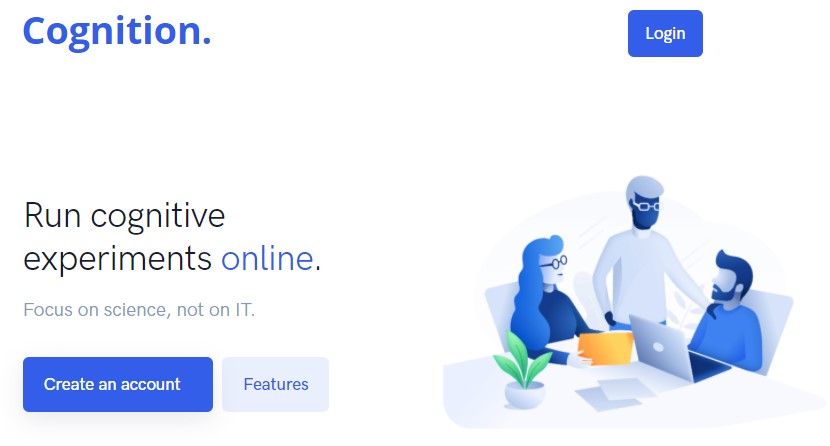 Cognition.
Login
Run cognitive
experiments online.
Focus on science, not on IT.
Create an account
Features